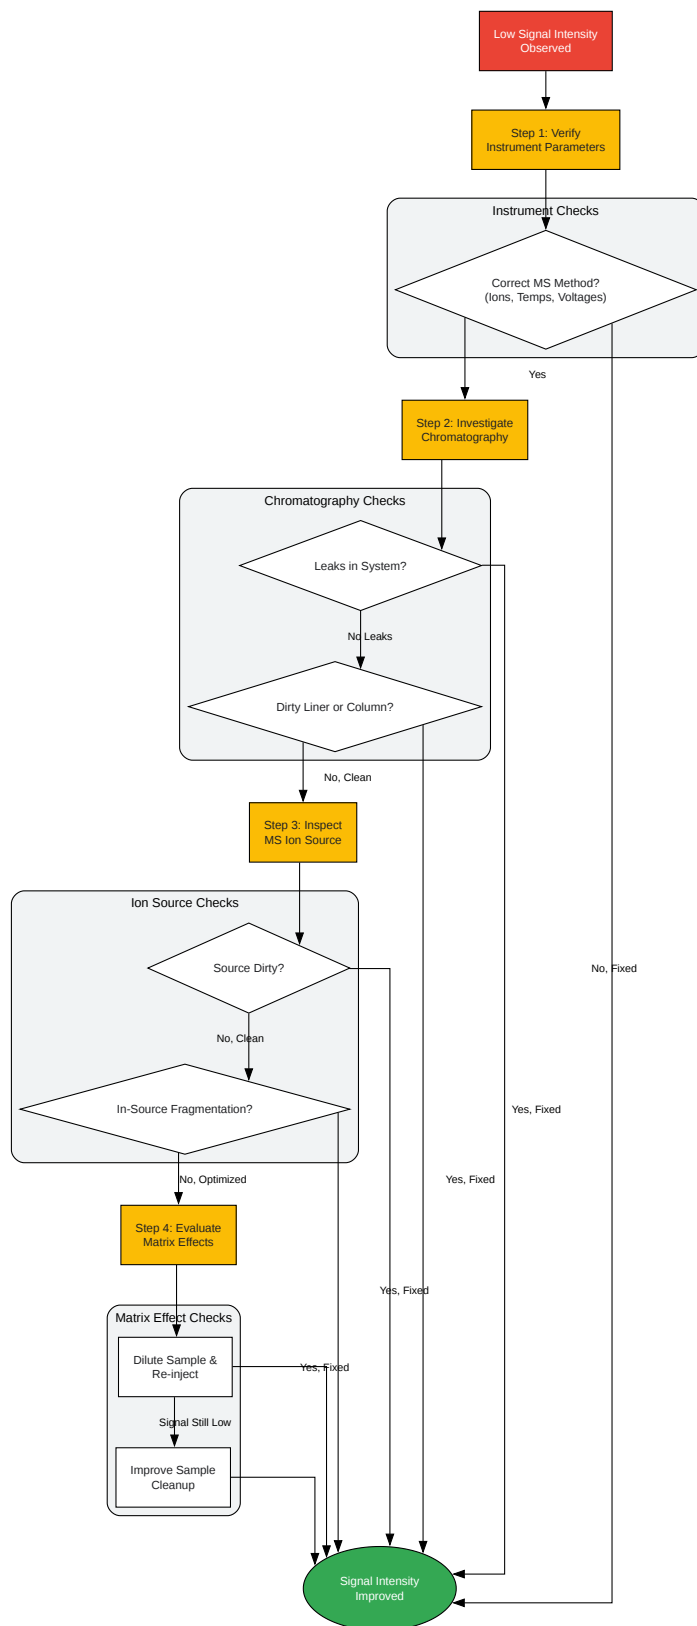 Low Signal Intensity
Observed
Step 1: Verify
Instrument Parameters
Instrument Checks
Correct MS Method?
(Ions, Temps, Voltages)
Yes
Step 2: Investigate
Chromatography
Chromatography Checks
Leaks in System?
No Leaks
Dirty Liner or Column?
No, Clean
Step 3: Inspect
MS Ion Source
Ion Source Checks
Source Dirty?
No, Fixed
No, Clean
In-Source Fragmentation?
Yes, Fixed
No, Optimized
Yes, Fixed
Step 4: Evaluate
Matrix Effects
Yes, Fixed
Matrix Effect Checks
Dilute Sample &
Re-inject
Yes, Fixed
Signal Still Low
Improve Sample
Cleanup
Signal Intensity
Improved